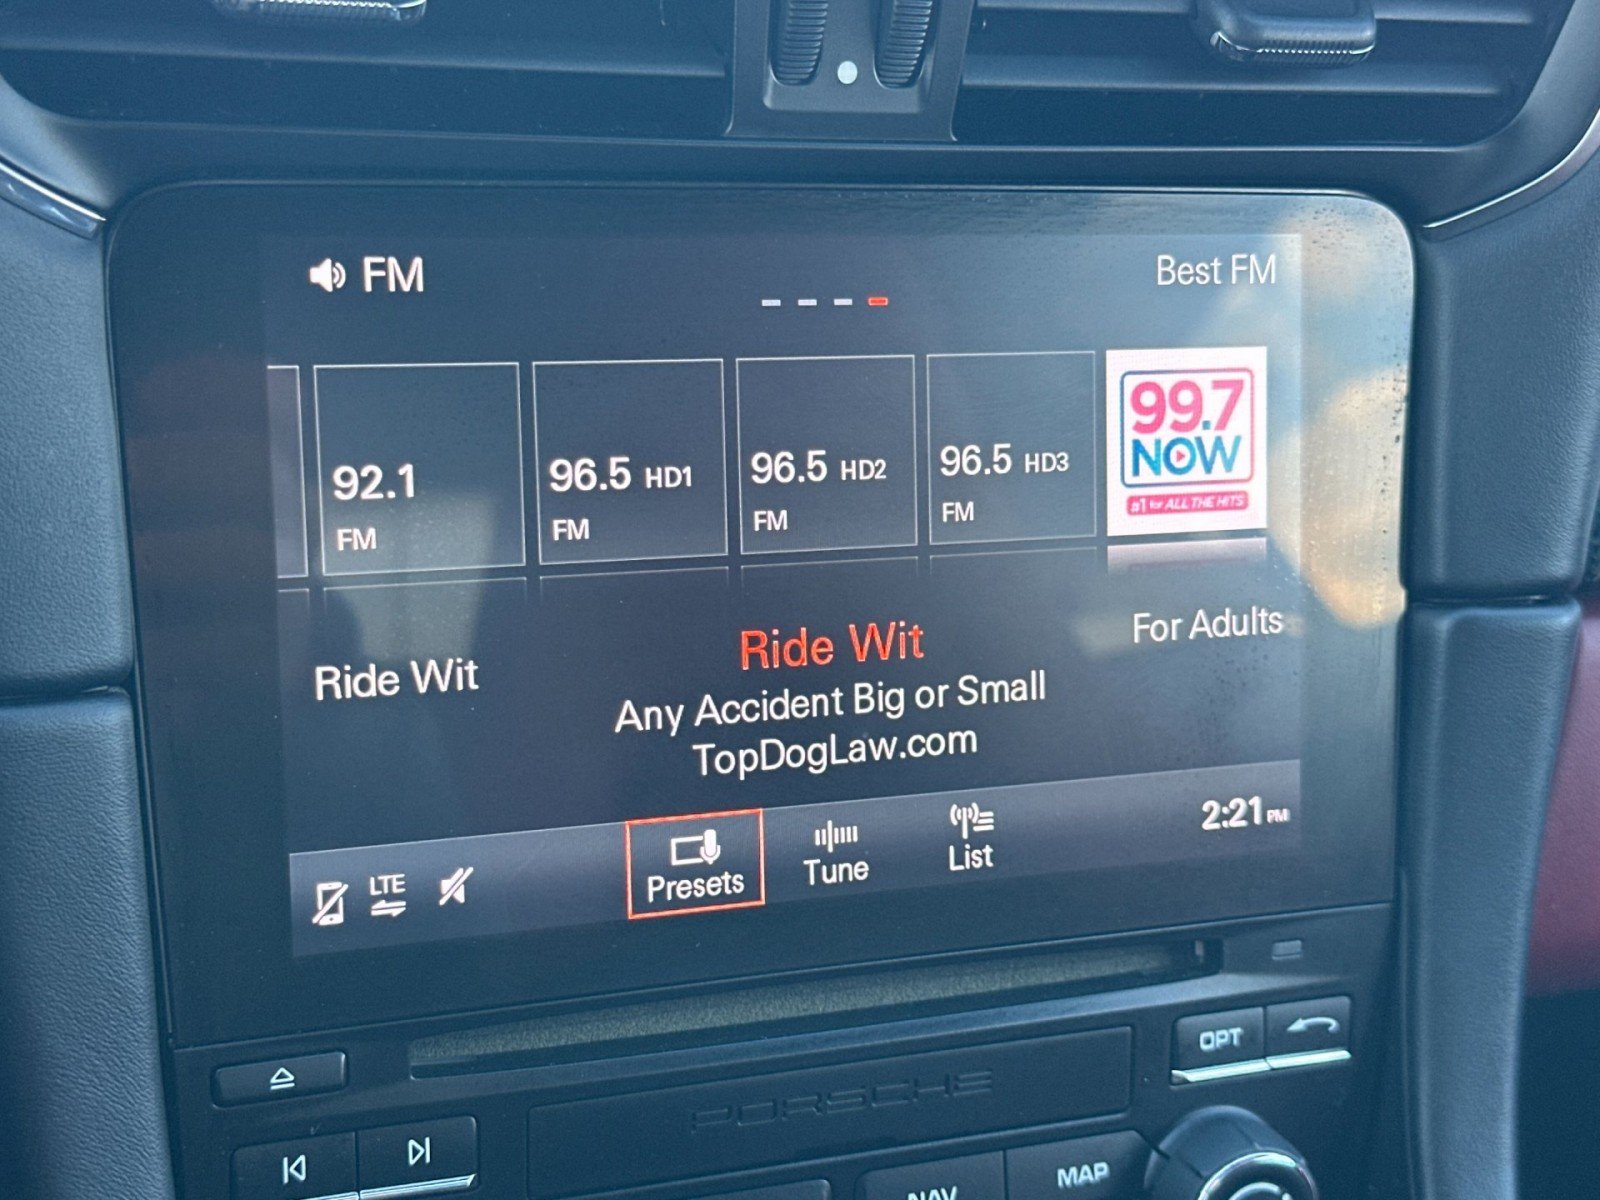 FM
Best FM
92.1
FM
96.5 HD1
FM
96.5 HD2
FM
96.5 HD3
FM
99.7
NOW
#1 for ALL THE HITS
Ride Wit
Ride Wit
Any Accident Big or Small
TopDogLaw.com
For Adults
LTE
Presets
Tune
List
2:21 PM
OPT
PORSCHE
NAV
MAP